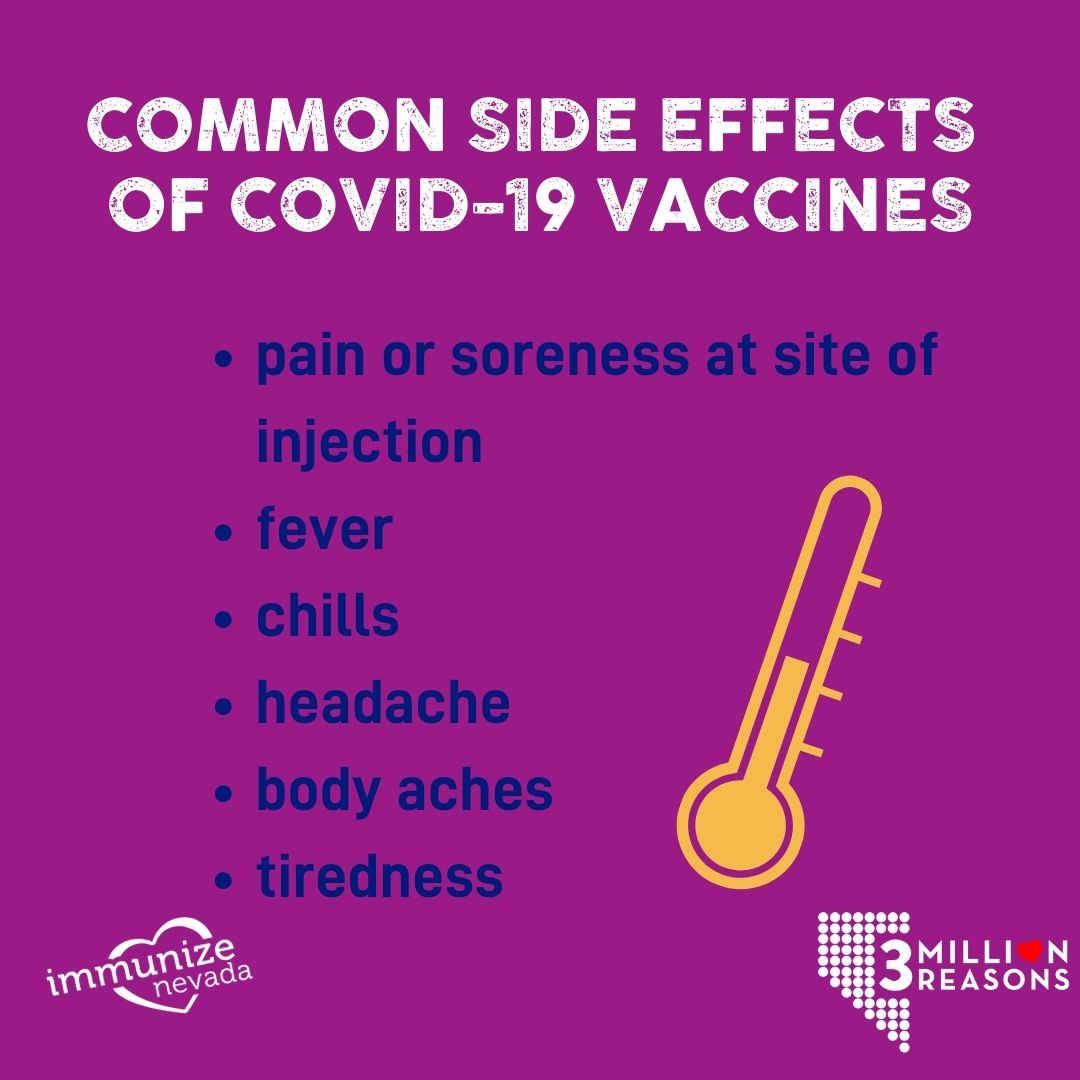 COMMON SIDE EFFECTS
OF COVID-19 VACCINES
• pain or soreness at site of
injection
• fever
• chills
• headache
• body aches
• tiredness
immunize
nevada
3 MILLION
REASONS